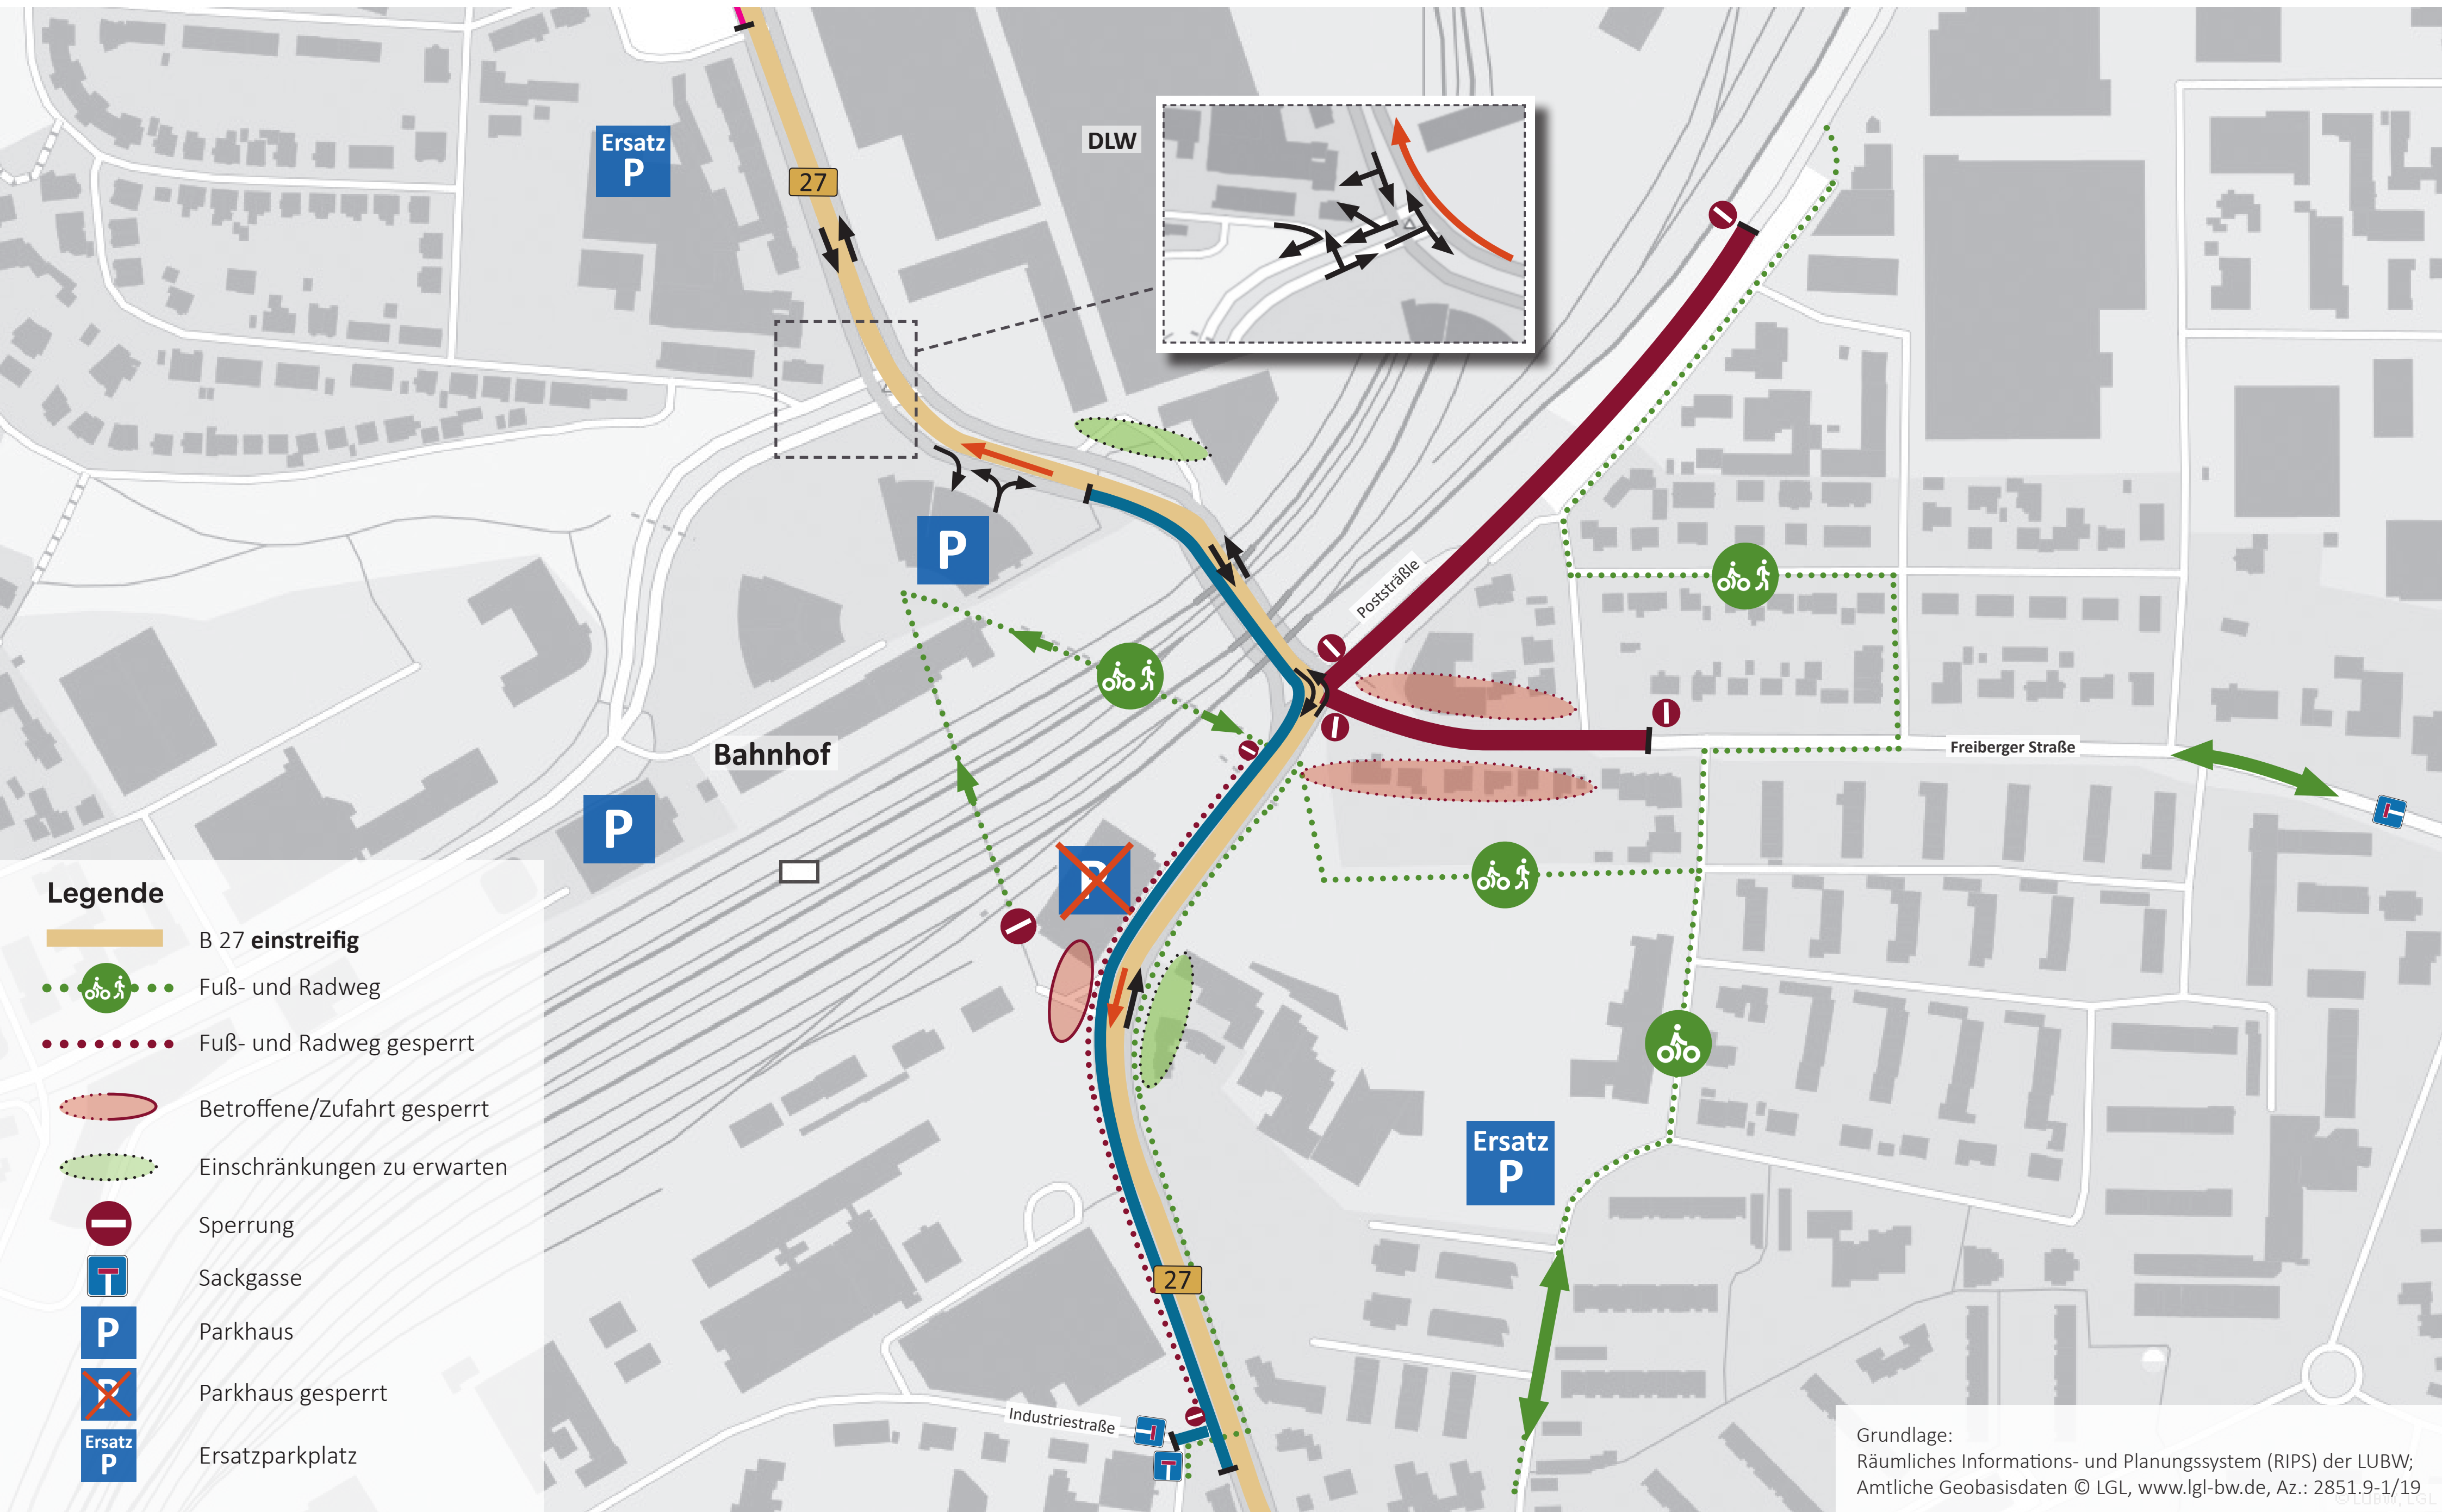 Ersatz
P
27
DLW
P
Poststräßle
Bahnhof
P
Freiberger Straße
P
Ersatz
P
27
Industriestraße
Legende
B 27 einstreifig
Fuß- und Radweg
Fuß- und Radweg gesperrt
Betroffene/Zufahrt gesperrt
Einschränkungen zu erwarten
Sperrung
Sackgasse
P
Parkhaus
P
Parkhaus gesperrt
Ersatz
P
Ersatzparkplatz
Grundlage:
Räumliches Informations- und Planungssystem (RIPS) der LUBW;
Amtliche Geobasisdaten © LGL, www.lgl-bw.de, Az.: 2851.9-1/19